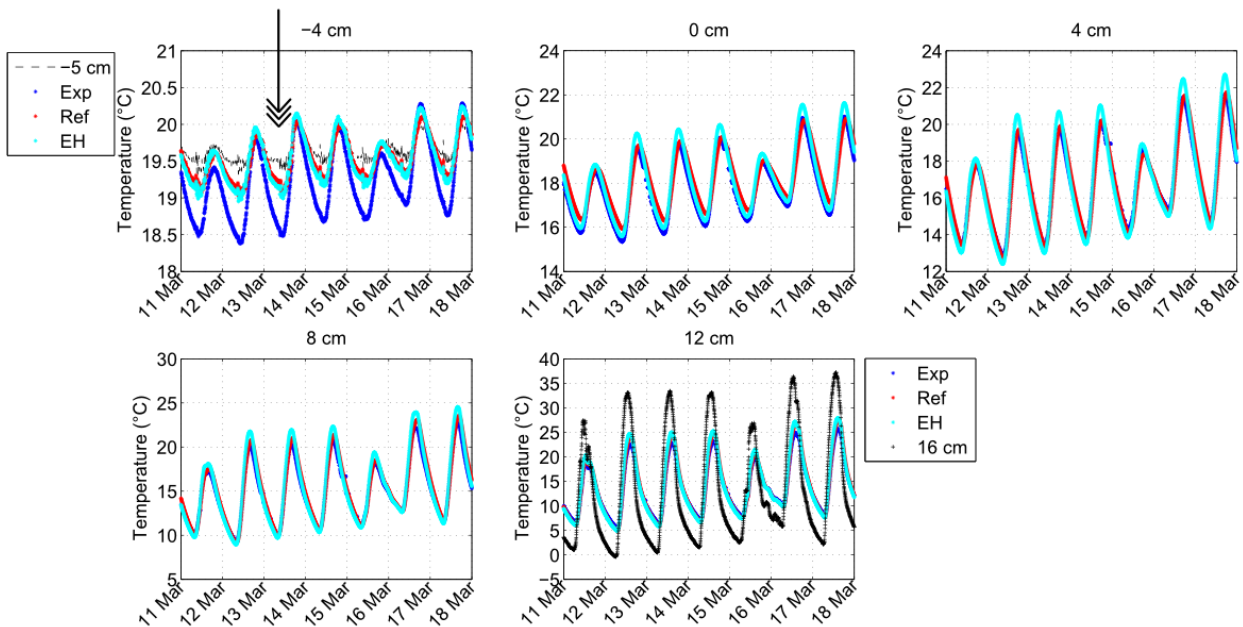 −4 cm
0 cm
4 cm
−5 cm
Exp
Ref
EH
Temperature (°C)
21
20.5
20
19.5
19
18.5
18
11 Mar
12 Mar
13 Mar
14 Mar
15 Mar
16 Mar
17 Mar
18 Mar
Temperature (°C)
24
22
20
18
16
14
11 Mar
12 Mar
13 Mar
14 Mar
15 Mar
16 Mar
17 Mar
18 Mar
Temperature (°C)
24
22
20
18
16
14
12
11 Mar
12 Mar
13 Mar
14 Mar
15 Mar
16 Mar
17 Mar
18 Mar
8 cm
12 cm
Temperature (°C)
30
25
20
15
10
5
11 Mar
12 Mar
13 Mar
14 Mar
15 Mar
16 Mar
17 Mar
18 Mar
Temperature (°C)
40
35
30
25
20
15
10
5
0
−5
11 Mar
12 Mar
13 Mar
14 Mar
15 Mar
16 Mar
17 Mar
18 Mar
Exp
Ref
EH
16 cm